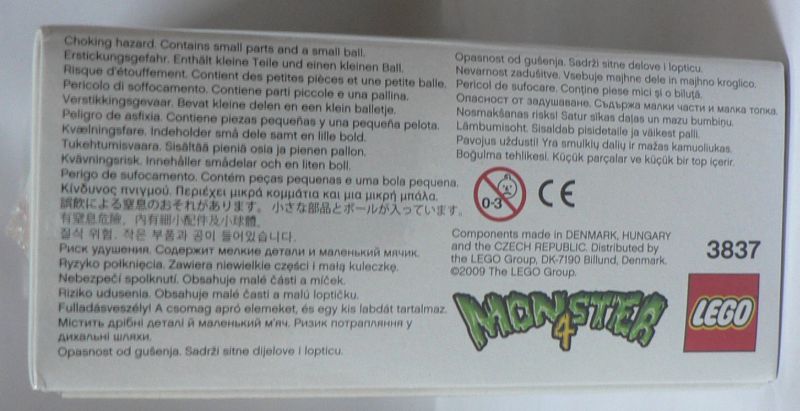 Choking hazard. Contains small parts and a small ball.
Erstickungsgefahr. Enthält kleine Teile und einen kleinen Ball.
Risque d'étouffement. Contient des petites pièces et une petite balle.
Pericolo di soffocamento. Contiene parti piccole e una pallina.
Verstikkingsgevaar. Bevat kleine delen en een klein balletje.
Peligro de asfixia. Contiene piezas pequeñas y una pequeña pelota.
Kvælningsfare. Indeholder små dele samt en lille bold.
Tukehtumisvaara. Sisältää pieniä osia ja pienen pallon.
Kvävningsrisk. Innehåller smådelar och en liten boll.
Perigo de sufocamento. Contém peças pequenas e uma bola pequena.
Κίνδυνος πνιγμού. Περιέχει μικρά κομμάτια και μια μικρή μπάλα.
誤飲による窒息のおそれがあります。小さな部品とボールが入っています。
有窒息危險。內有細小配件及小球體。
질식 위험. 작은 부품과 공이 들어있습니다.
Риск удушения. Содержит мелкие детали и маленький мячик.
Ryzyko połknięcia. Zawiera niewielkie części i małą kuleczkę.
Nebezpečí spolknutí. Obsahuje malé části a míček.
Riziko udusenia. Obsahuje malé časti a malú loptičku.
Fulladásveszély! A csomag apró elemeket, és egy kis labdát tartalmaz.
Містить дрібні деталі й маленький м'яч. Ризик потрапляння у
дихальні шляхи.
Opasnost od gušenja. Sadrži sitne dijelove i lopticu.
Opasnost od gušenja. Sadrži sitne delove i lopticu.
Nevarnost zadušitve. Vsebuje majhne dele in majhno kroglico.
Pericol de sufocare. Conţine piese mici şi o biluţă.
Опасност от задушаване. Съдържа малки части и малка топка.
Nosmakšanas risks! Satur sīkas daļas un mazu bumbiņu.
Lämbumisoht. Sisaldab pisidetaile ja väikest palli.
Pavojus uždusti! Yra smulkių dalių ir mažas kamuoliukas.
Boğulma tehlikesi. Küçük parçalar ve küçük bir top içerir.
0-3 CE
Components made in DENMARK, HUNGARY
and the CZECH REPUBLIC. Distributed by
the LEGO Group, DK-7190 Billund, Denmark.
©2009 The LEGO Group.
3837
MONSTER
4
LEGO